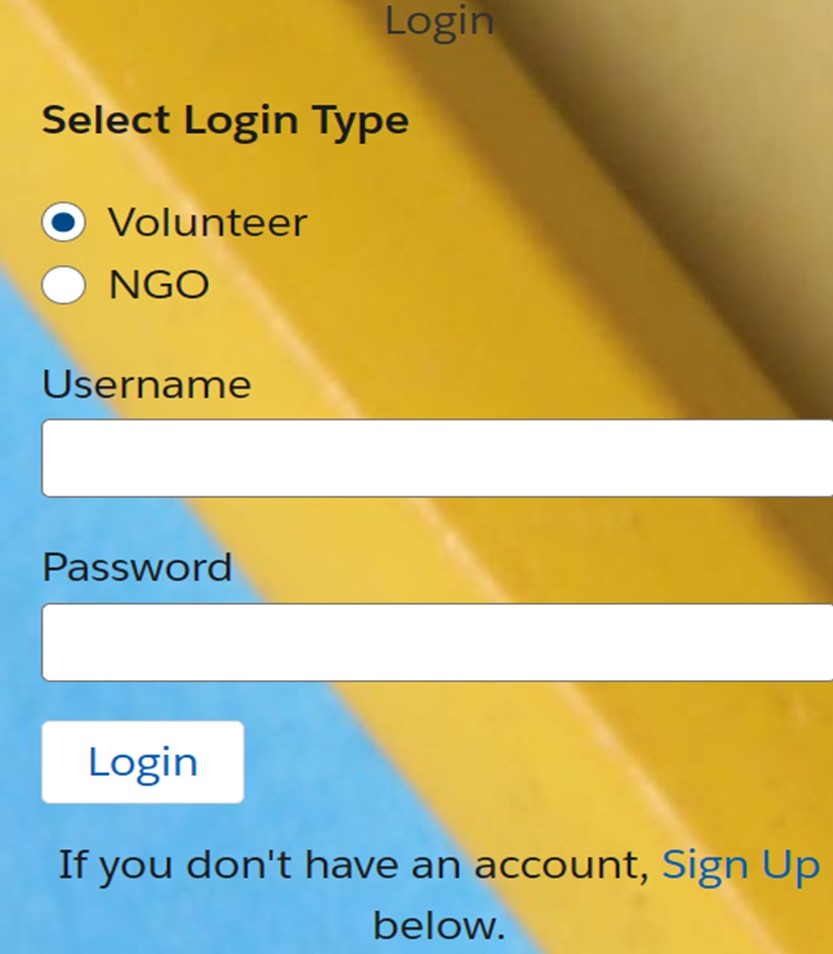 Login
Select Login Type
Volunteer
NGO
Username
Password
Login
If you don't have an account, Sign Up
below.